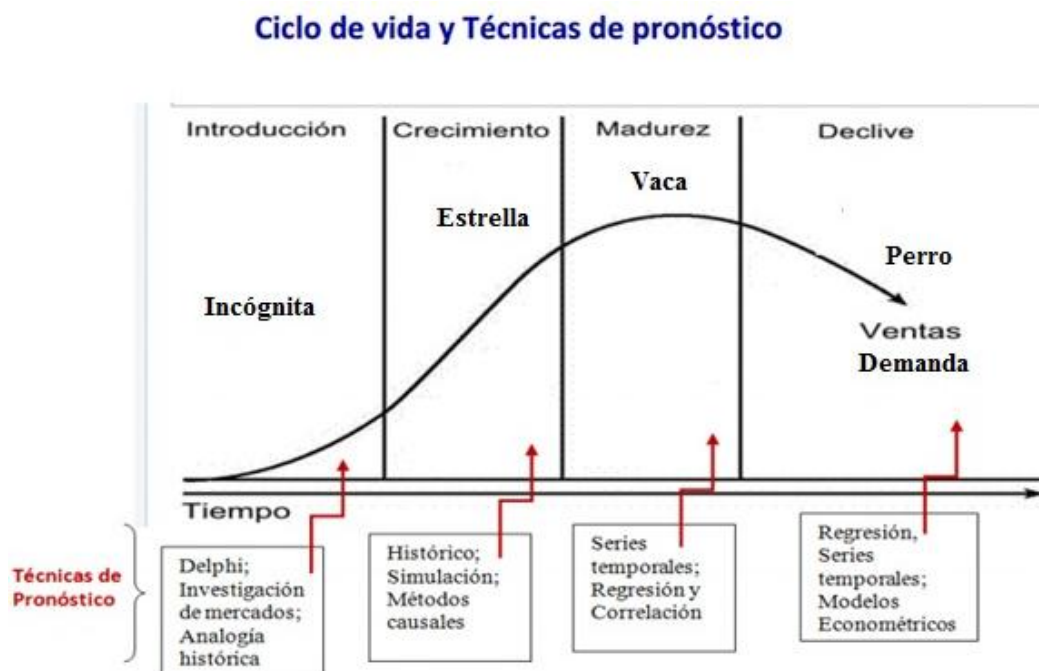 Ciclo de vida y Técnicas de pronóstico
Introducción
Crecimiento
Madurez
Declive
Vaca
Estrella
Perro
Incógnita
Ventas
Demanda
Tiempo
Técnicas de
Pronóstico
Delphi;
Investigación
de mercados;
Analogía
histórica
Histórico;
Simulación;
Métodos
causales
Series
temporales;
Regresión y
Correlación
Regresión,
Series
temporales;
Modelos
Econométricos